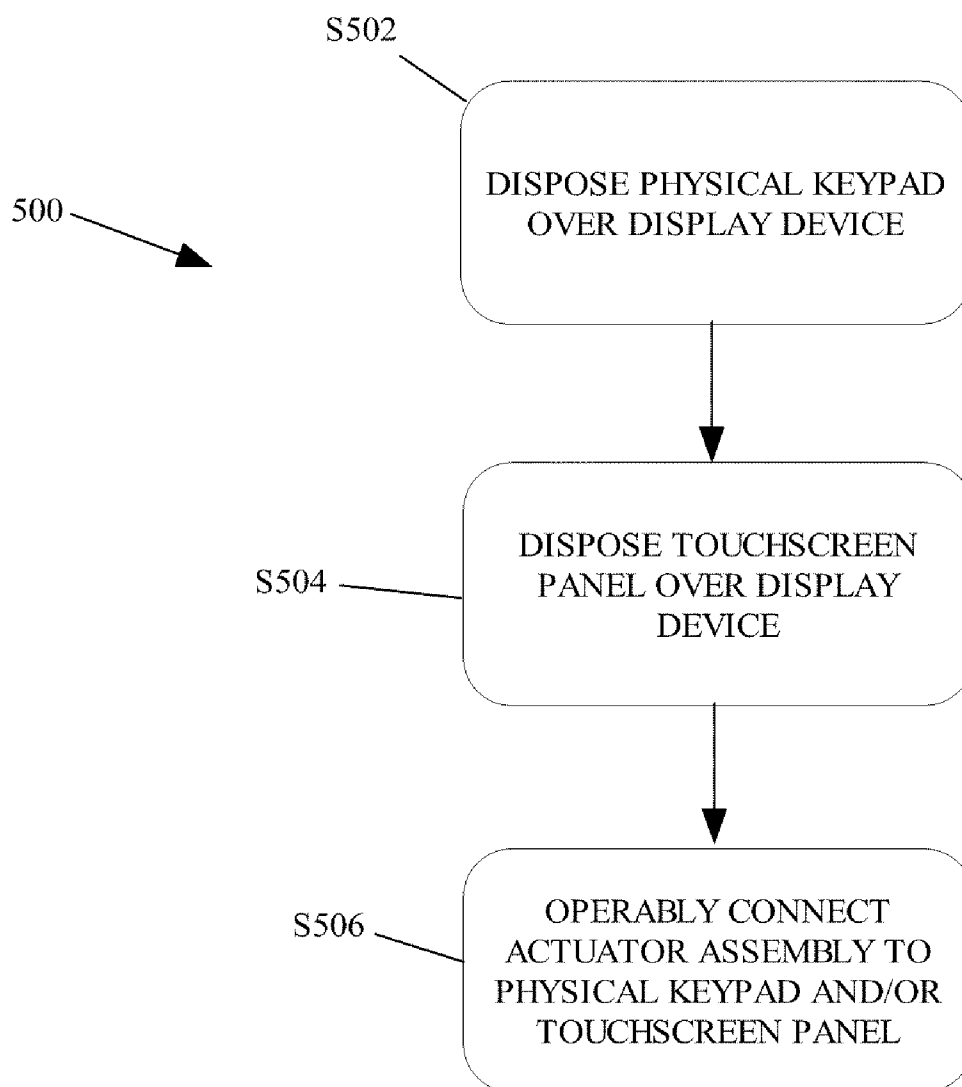 S502
500
DISPOSE PHYSICAL KEYPAD
OVER DISPLAY DEVICE
S504
DISPOSE TOUCHSCREEN
PANEL OVER DISPLAY
DEVICE
S506
OPERABLY CONNECT
ACTUATOR ASSEMBLY TO
PHYSICAL KEYPAD AND/OR
TOUCHSCREEN PANEL